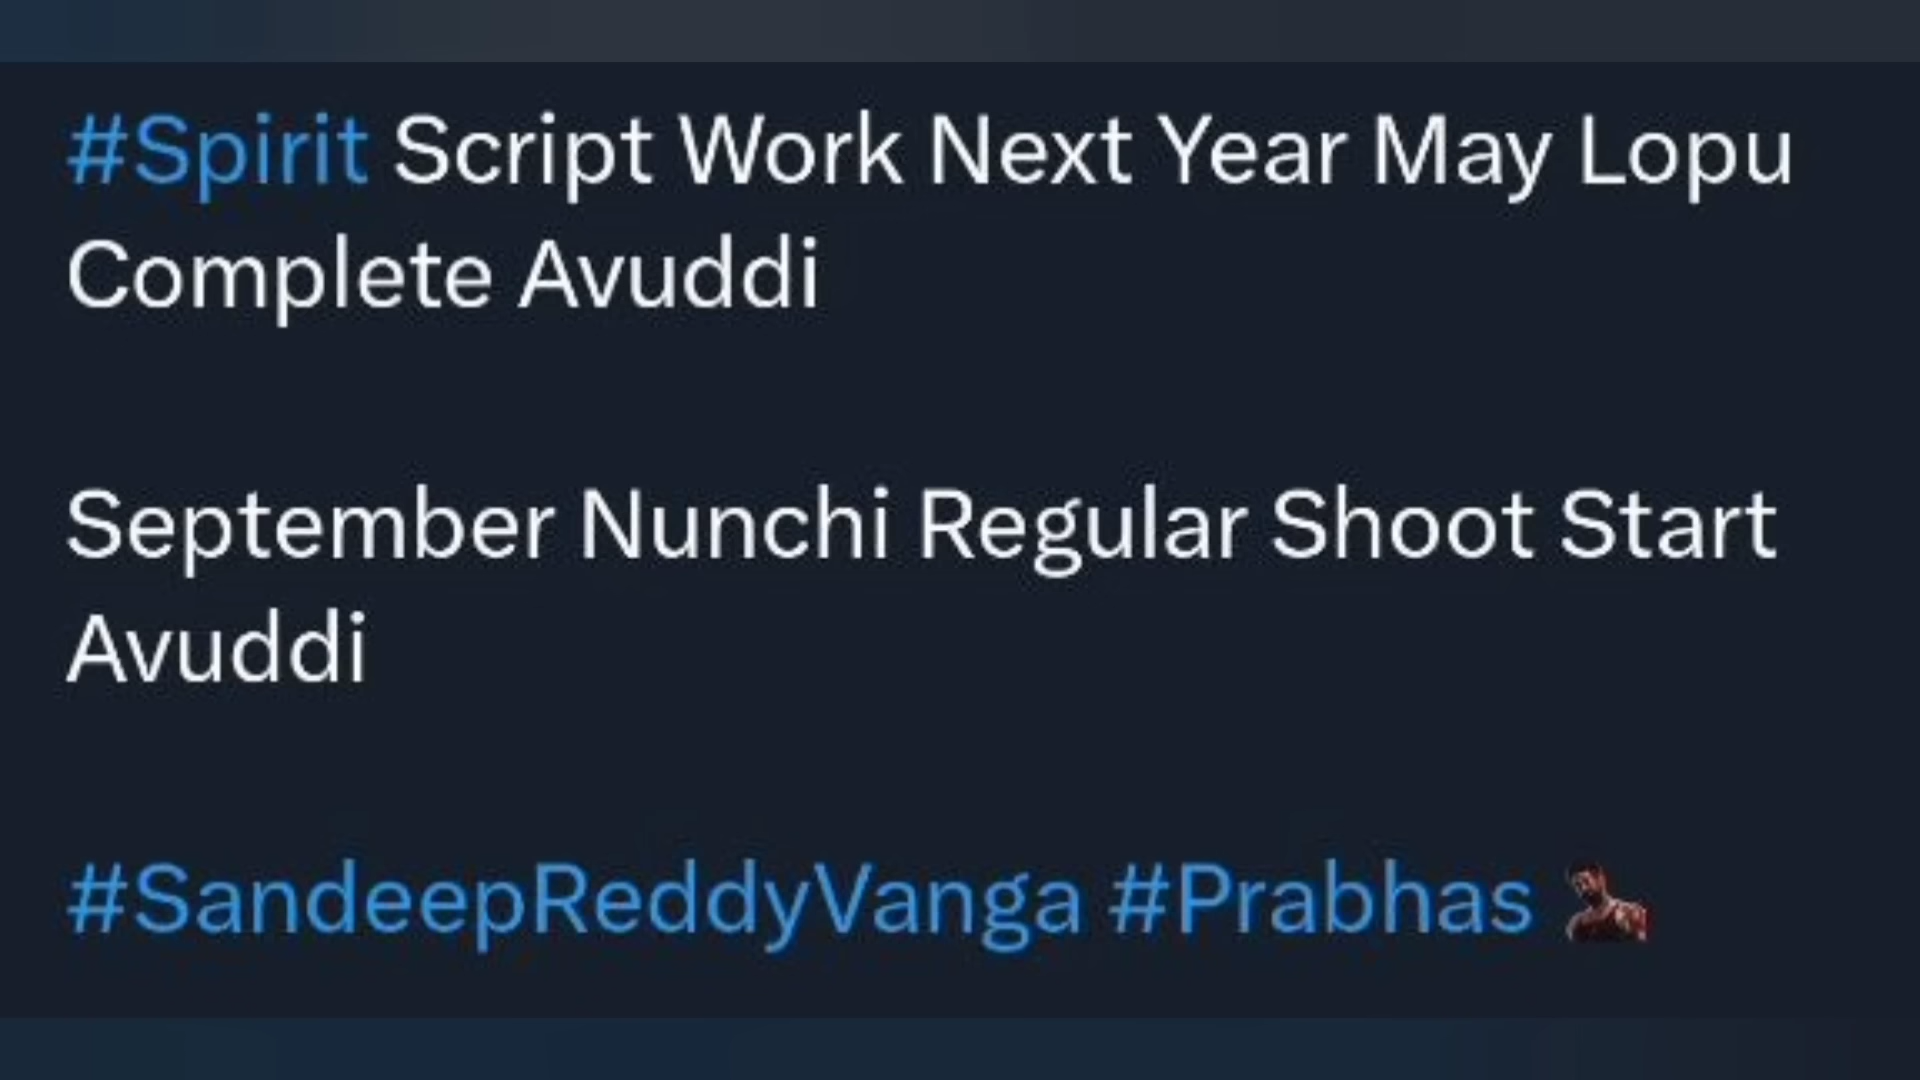 #Spirit Script Work Next Year May Lopu
Complete Avuddi
September Nunchi Regular Shoot Start
Avuddi
#SandeepReddyVanga #Prabhas